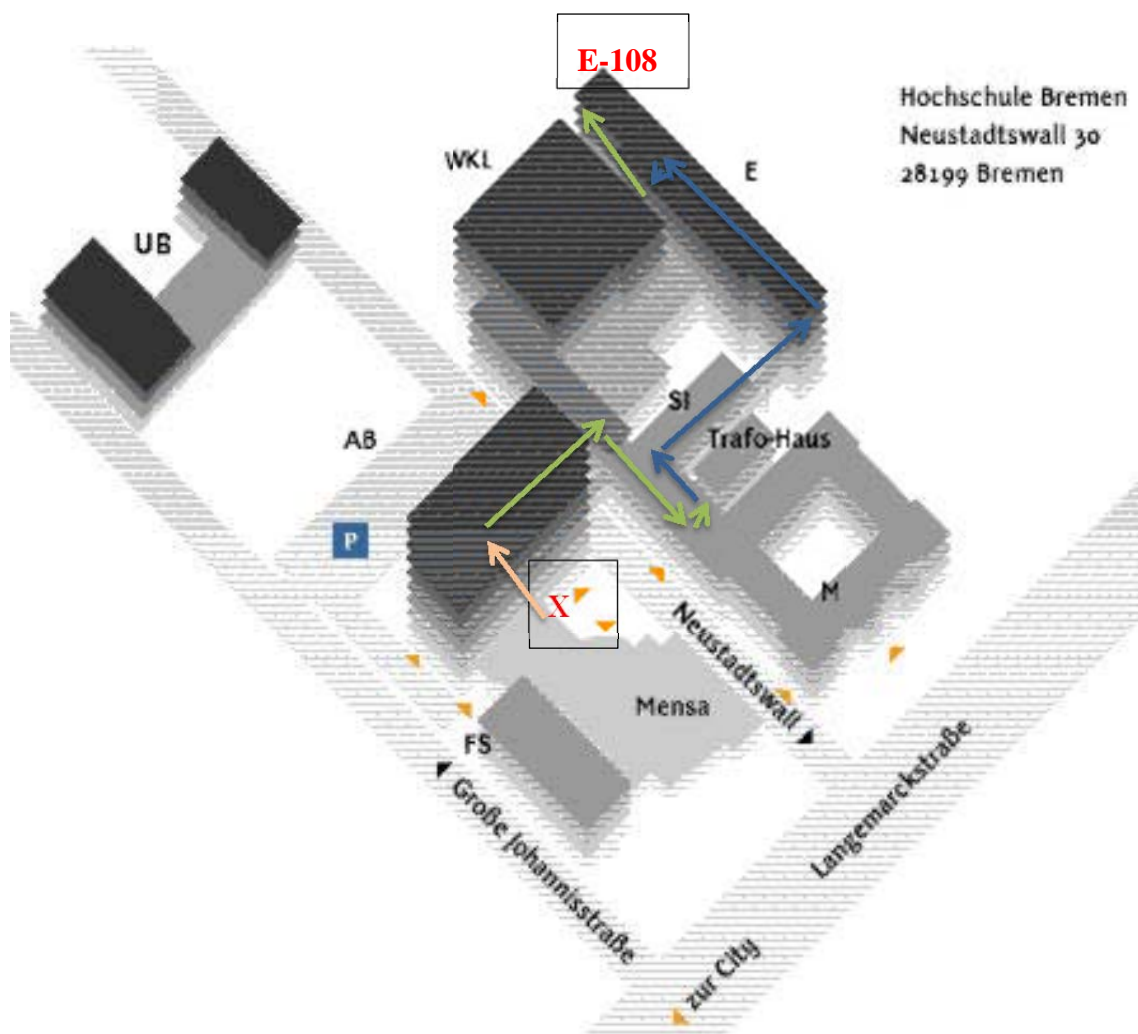 E-108
Hochschule Bremen
Neustadtswall 30
28199 Bremen
WKL
E
UB
SI
AB
Trafo-Haus
P
M
X
Neustadtswall
Mensa
FS
Große Johannisstraße
Langemarckstraße
zur City